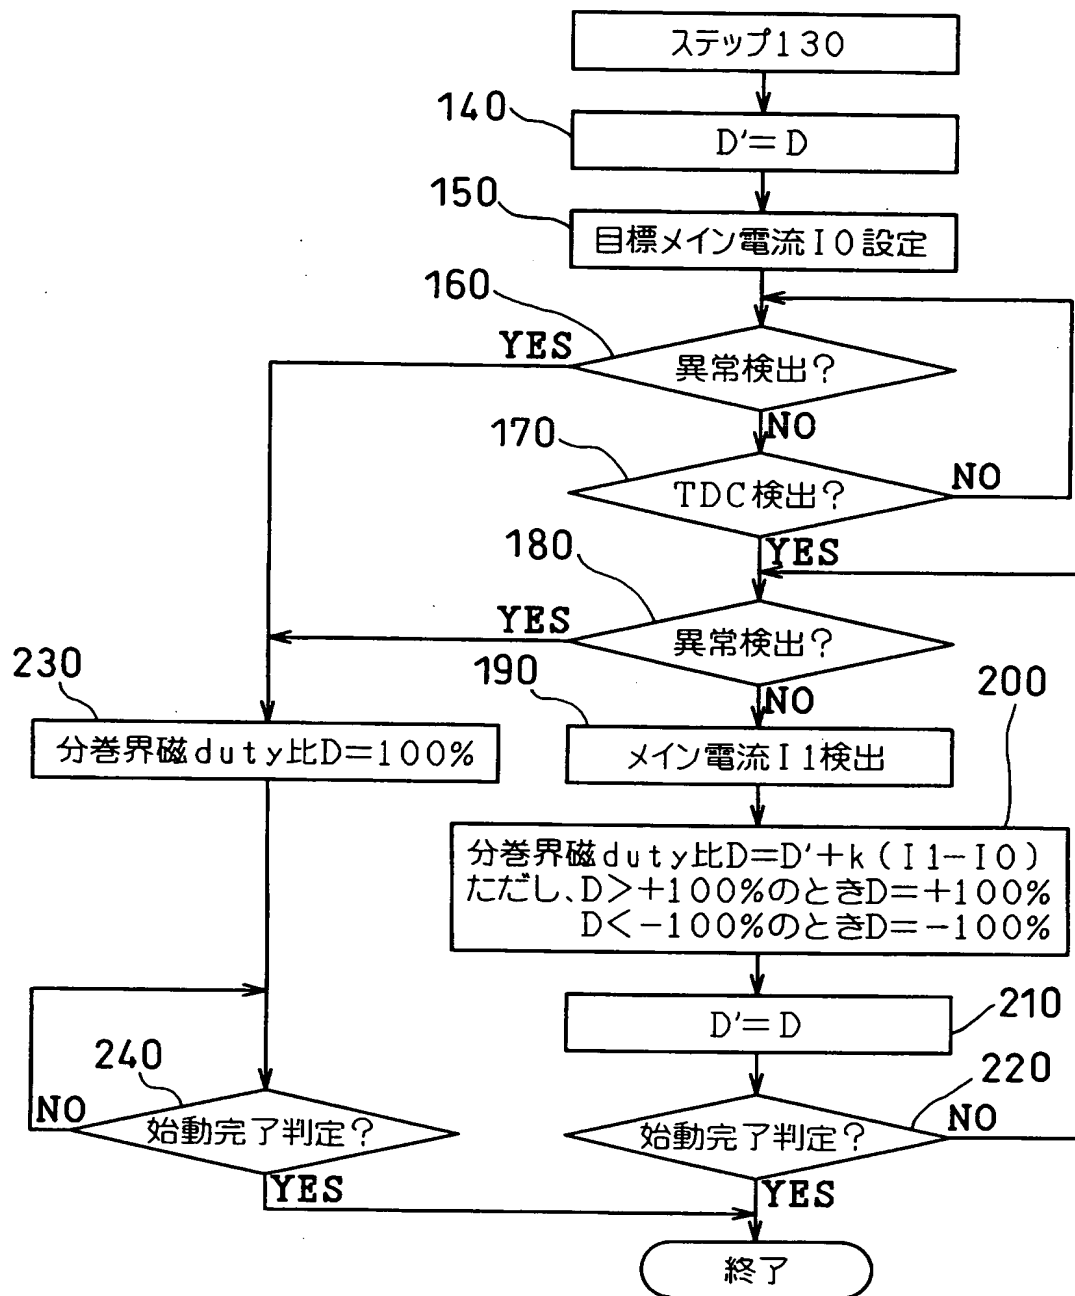 ステップ130
140
D'=D
150
目標メイン電流I0設定
160
YES
異常検出?
NO
170
TDC検出?
NO
YES
180
YES
異常検出?
NO
190
メイン電流I1検出
200
230
分巻界磁duty比D=100%
分巻界磁duty比D=D'+k(I1-I0)
ただし、D>+100%のときD=+100%
D<-100%のときD=-100%
D'=D
210
240
NO
始動完了判定?
YES
220
始動完了判定?
NO
YES
終了